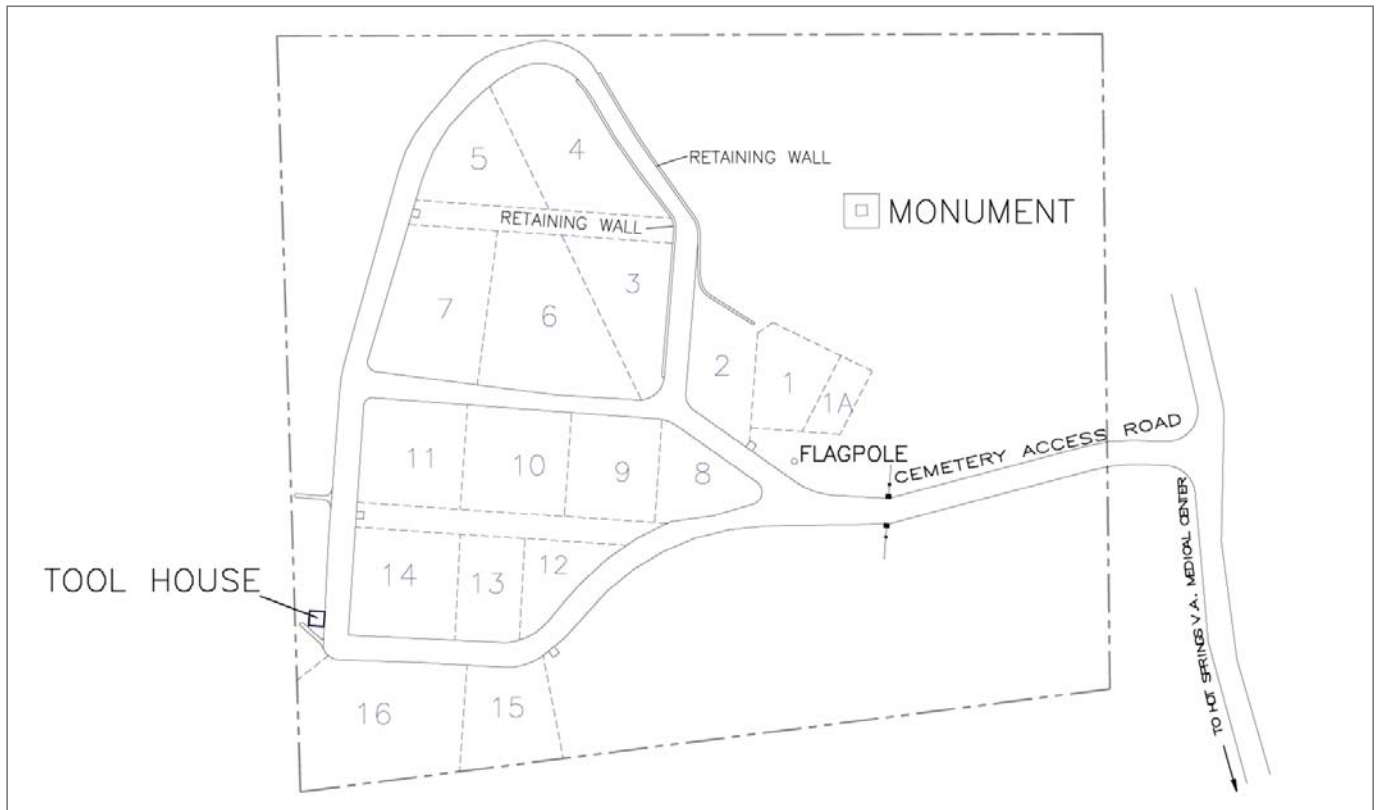 4
5
RETAINING WALL
RETAINING WALL
MONUMENT
3
7
6
2
1
1A
FLAGPOLE
CEMETERY ACCESS ROAD
11
10
9
8
14
13
12
TOOL HOUSE
16
15
TO HOT SPRINGS V.A. MEDICAL CENTER